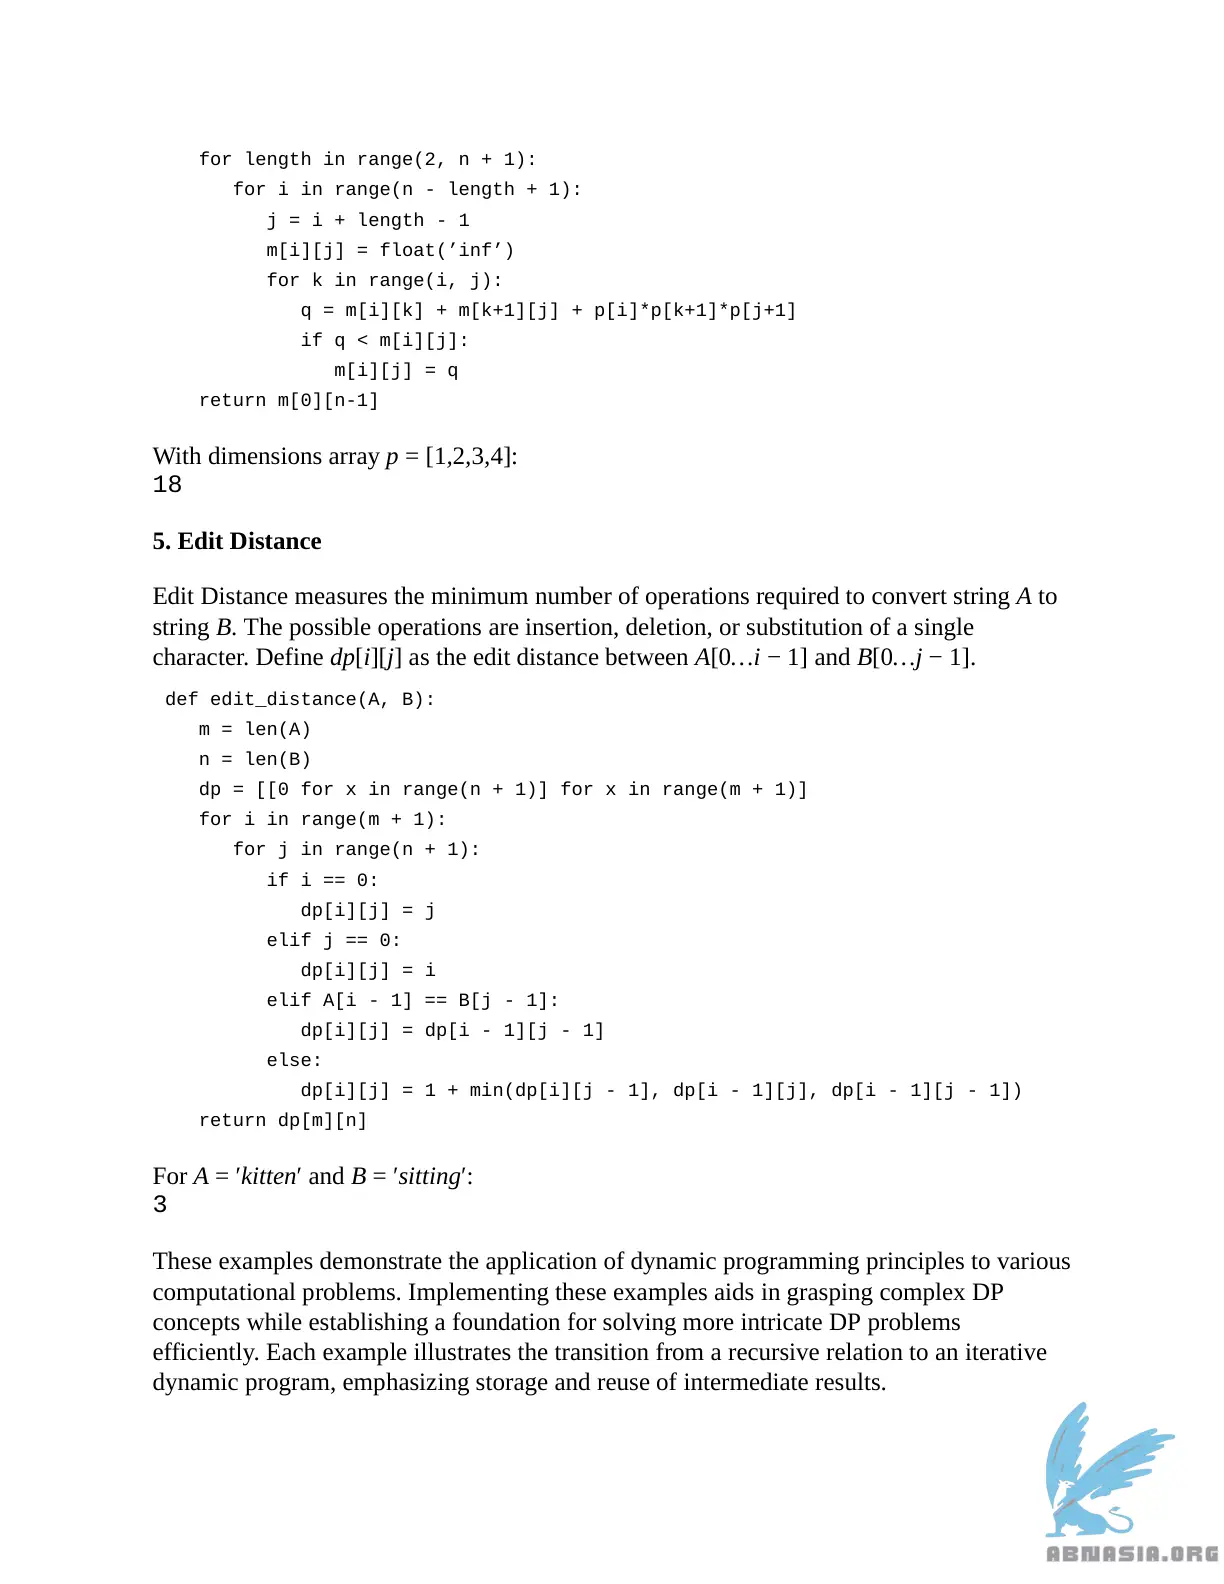 for length in range(2, n + 1):
for i in range(n - length + 1):
j = i + length - 1
m[i][j] = float(’inf’)
for k in range(i, j):
q = m[i][k] + m[k+1][j] + p[i]*p[k+1]*p[j+1]
if q < m[i][j]:
m[i][j] = q
return m[0][n-1]
With dimensions array p = [1,2,3,4]:
18
5. Edit Distance
Edit Distance measures the minimum number of operations required to convert string A to
string B. The possible operations are insertion, deletion, or substitution of a single
character. Define dp[i][j] as the edit distance between A[0…i − 1] and B[0…j − 1].
def edit_distance(A, B):
m = len(A)
n = len(B)
dp = [[0 for x in range(n + 1)] for x in range(m + 1)]
for i in range(m + 1):
for j in range(n + 1):
if i == 0:
dp[i][j] = j
elif j == 0:
dp[i][j] = i
elif A[i - 1] == B[j - 1]:
dp[i][j] = dp[i - 1][j - 1]
else:
dp[i][j] = 1 + min(dp[i][j - 1], dp[i - 1][j], dp[i - 1][j - 1])
return dp[m][n]
For A = ′kitten′ and B = ′sitting′:
3
These examples demonstrate the application of dynamic programming principles to various
computational problems. Implementing these examples aids in grasping complex DP
concepts while establishing a foundation for solving more intricate DP problems
efficiently. Each example illustrates the transition from a recursive relation to an iterative
dynamic program, emphasizing storage and reuse of intermediate results.
ABNASIA.ORG